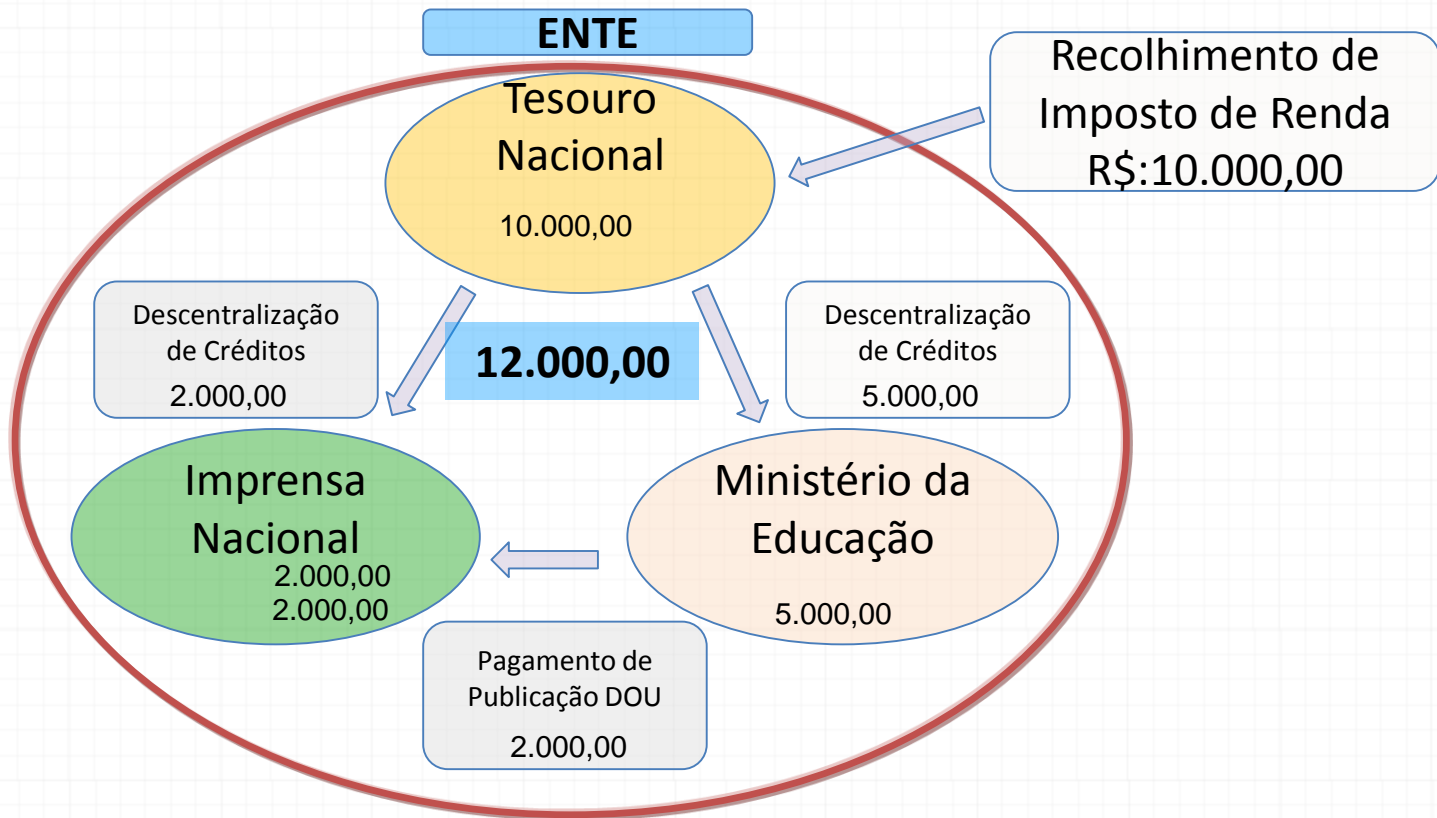 ENTE
Recolhimento de
Imposto de Renda
R$:10.000,00
Tesouro
Nacional
10.000,00
Descentralização
de Créditos
2.000,00
12.000,00
Descentralização
de Créditos
5.000,00
Imprensa
Nacional
2.000,00
2.000,00
Ministério da
Educação
5.000,00
Pagamento de
Publicação DOU
2.000,00